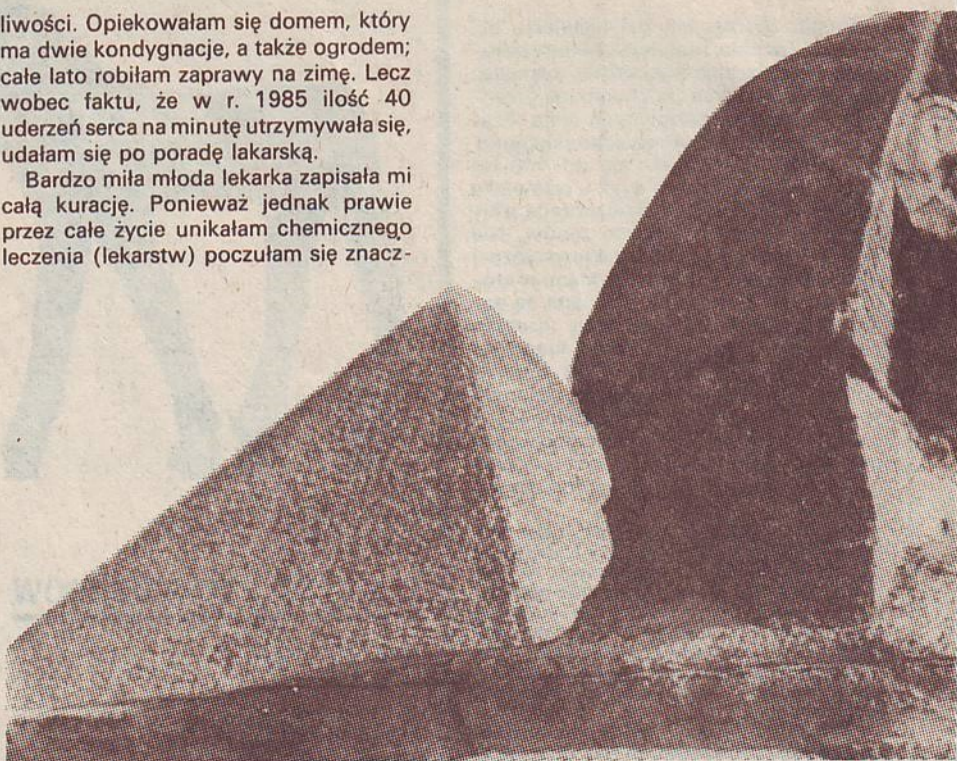 liwości. Opiekowałam się domem, który
ma dwie kondygnacje, a także ogrodem;
całe lato robiłam zaprawy na zimę. Lecz
wobec faktu, że w r. 1985 ilość 40
uderzeń serca na minutę utrzymywała się,
udałam się po poradę lakarską.
Bardzo miła młoda lekarka zapisała mi
całą kurację. Ponieważ jednak prawie
przez całe życie unikałam chemicznego
leczenia (lekarstw) poczułam się znacz-